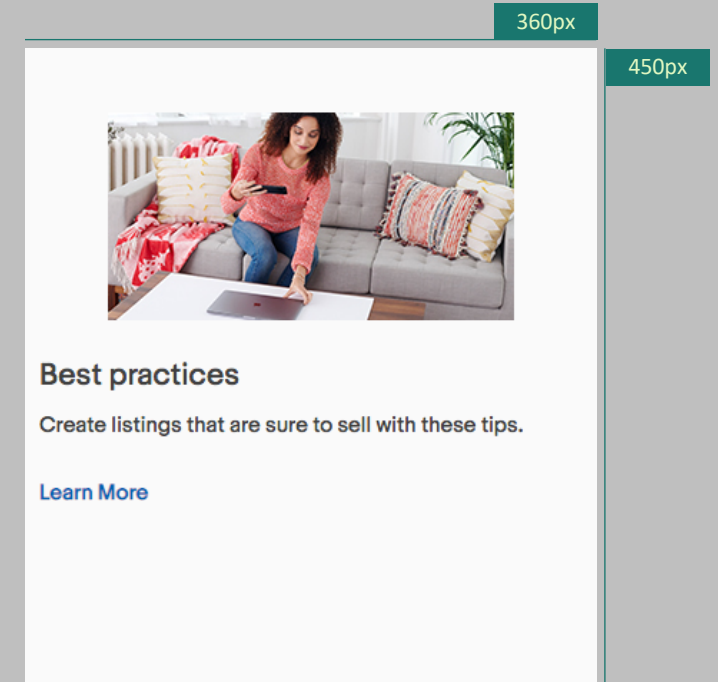 360px
450px
Best practices
Create listings that are sure to sell with these tips.
Learn More